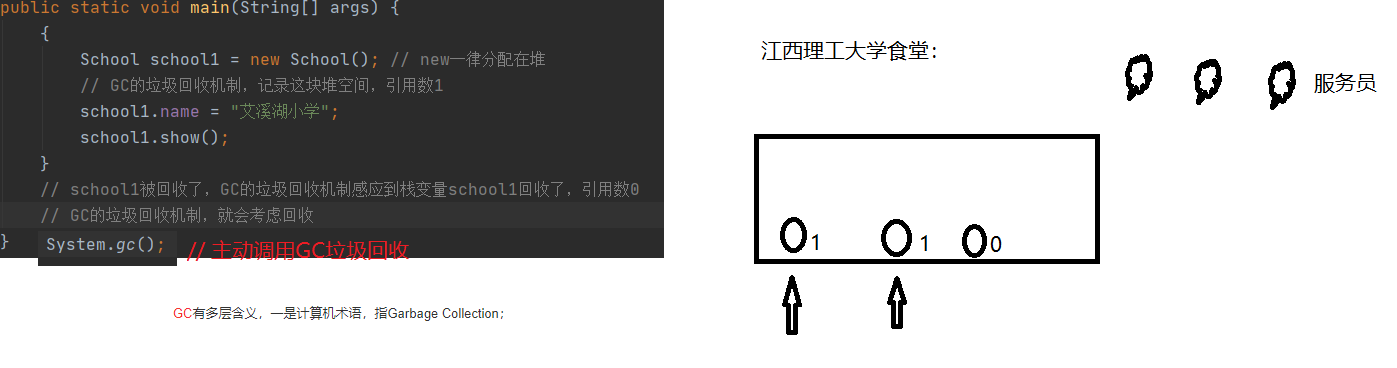 public static void main(String[] args) {
{
School school1 = new School(); // new一律分配在堆
// GC的垃圾回收机制，记录这块堆空间，引用数1
school1.name = "艾溪湖小学";
school1.show();
}
// school1被回收了，GC的垃圾回收机制感应到栈变量school1回收了，引用数0
// GC的垃圾回收机制，就会考虑回收
} System.gc(); // 主动调用GC垃圾回收
GC有多层含义，一是计算机术语，指Garbage Collection；
江西理工大学食堂：
服务员
1 1 0